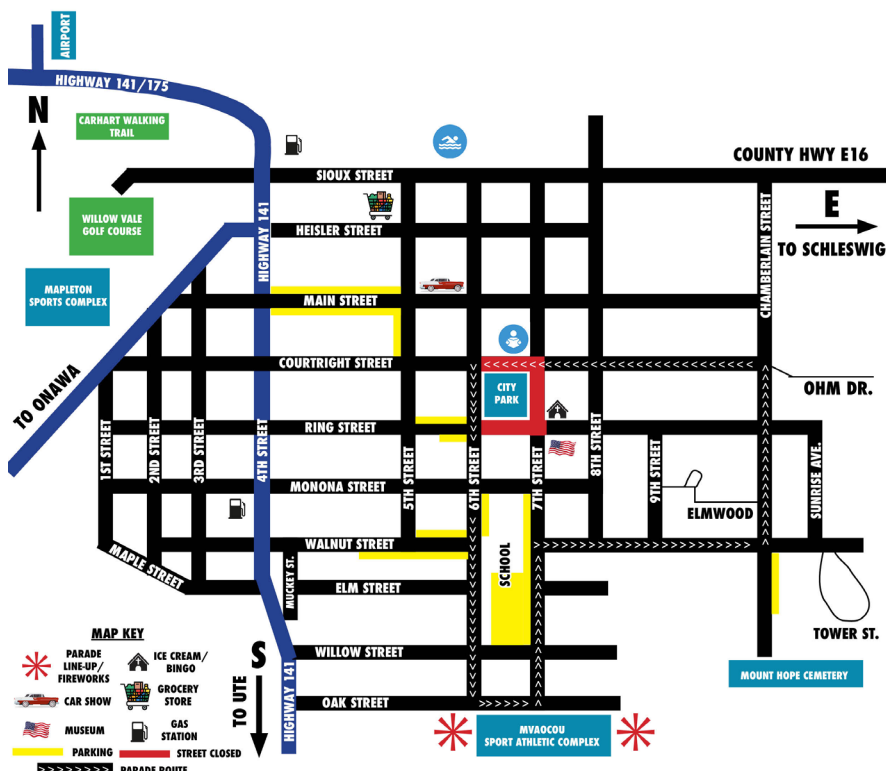 AIRPORT
HIGHWAY 141/175
N
CARHART WALKING
TRAIL
SIOUX STREET
COUNTY HWY E16
WILLOW VALE
GOLF COURSE
HEISLER STREET
HIGHWAY 141
CHAMBERLAIN STREET
E
TO SCHLESWIG
MAPLETON
SPORTS COMPLEX
MAIN STREET
TO ONAWA
COURTRIGHT STREET
CITY
PARK
OHM DR.
RING STREET
1ST STREET
2ND STREET
3RD STREET
4TH STREET
5TH STREET
6TH STREET
7TH STREET
8TH STREET
9TH STREET
SUNRISE AVE.
MONONA STREET
ELMWOOD
WALNUT STREET
MAPLE STREET
MUCKEY ST.
SCHOOL
ELM STREET
TOWER ST.
WILLOW STREET
MOUNT HOPE CEMETERY
S
TO UTE
HIGHWAY 141
OAK STREET
MVAOCOU
SPORT ATHLETIC COMPLEX
MAP KEY
PARADE
LINE-UP/
FIREWORKS
ICE CREAM/
BINGO
CAR SHOW
GROCERY
STORE
MUSEUM
GAS
STATION
PARKING
STREET CLOSED
PARADE ROUTE